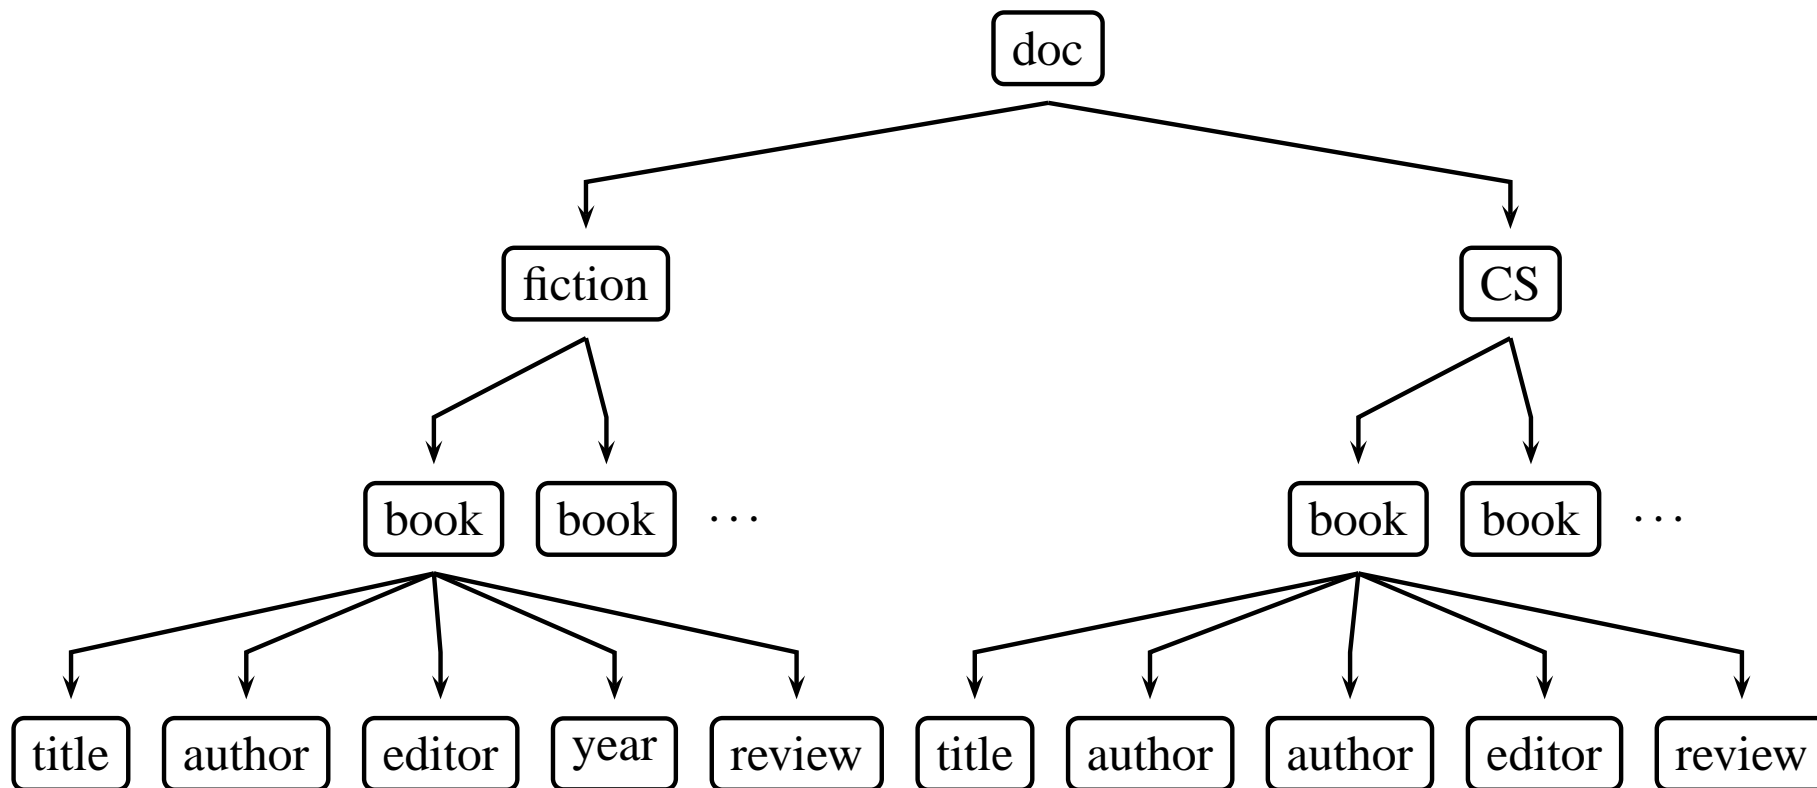 doc
fiction CS
book book ... book book ...
title author editor year review title author author editor review